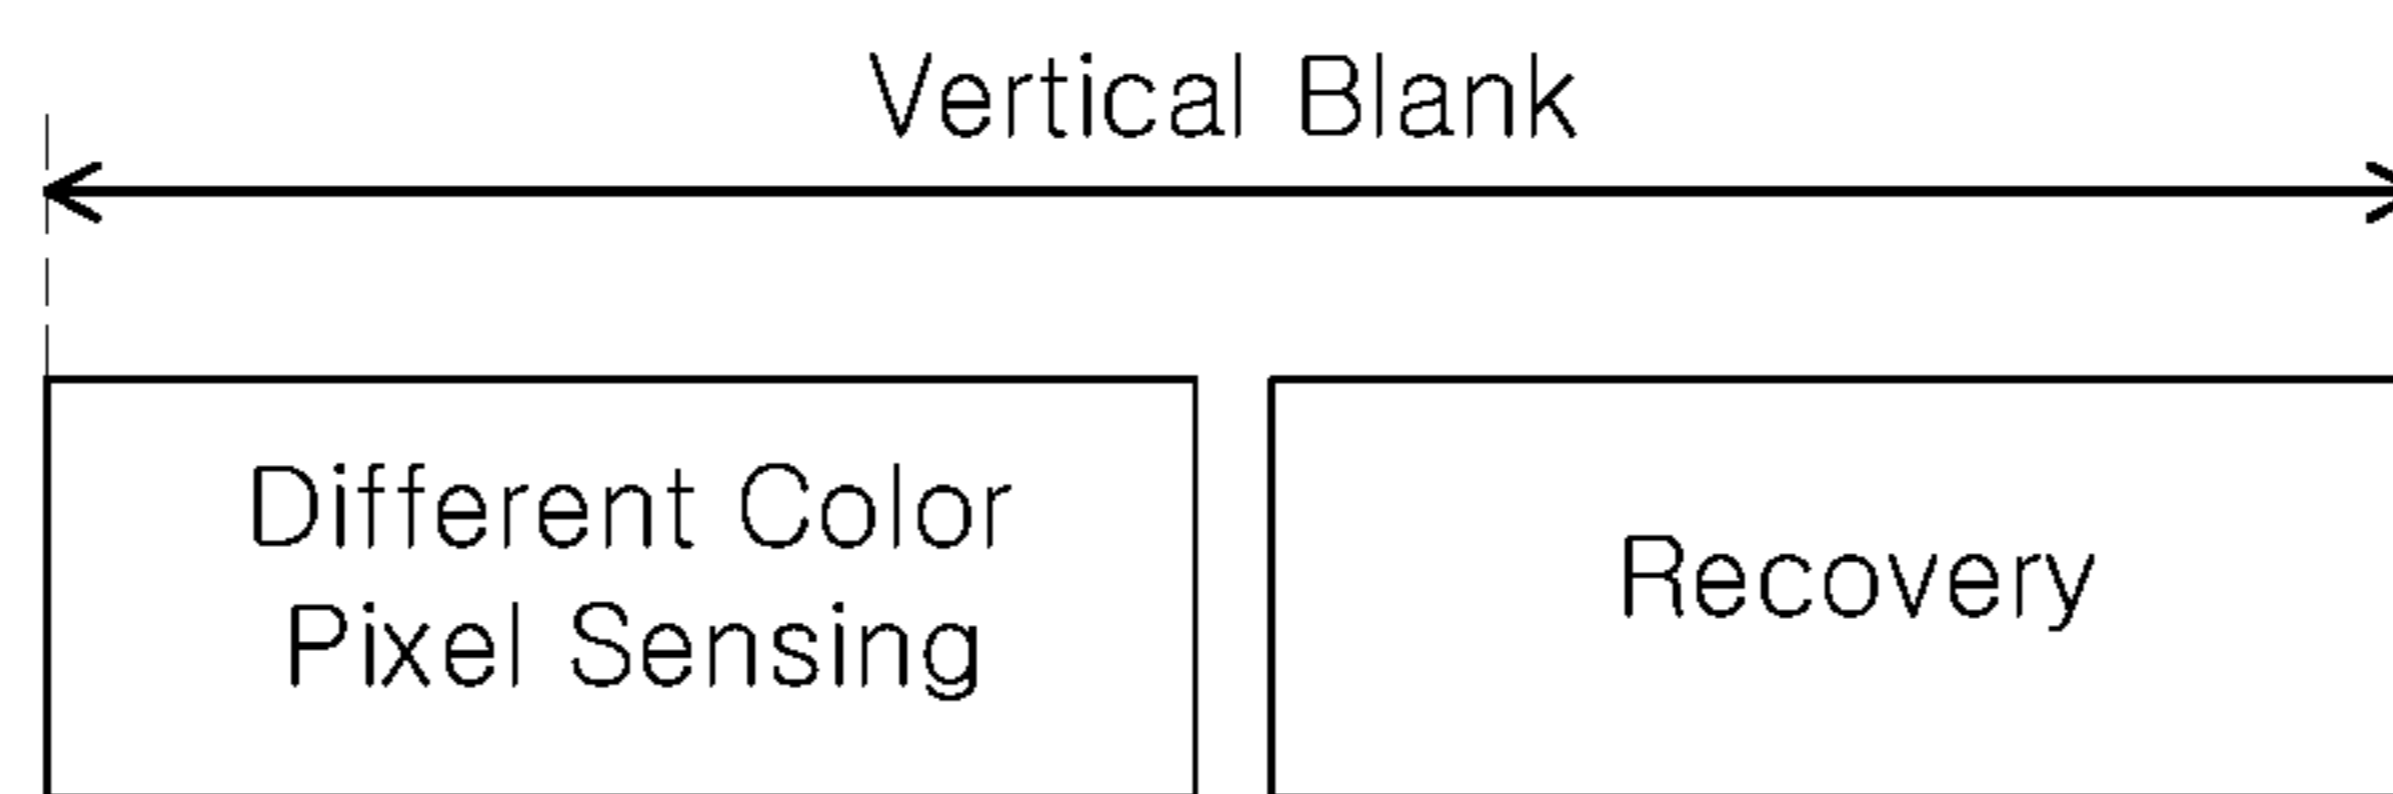 Vertical Blank
Different Color
Pixel Sensing
Recovery